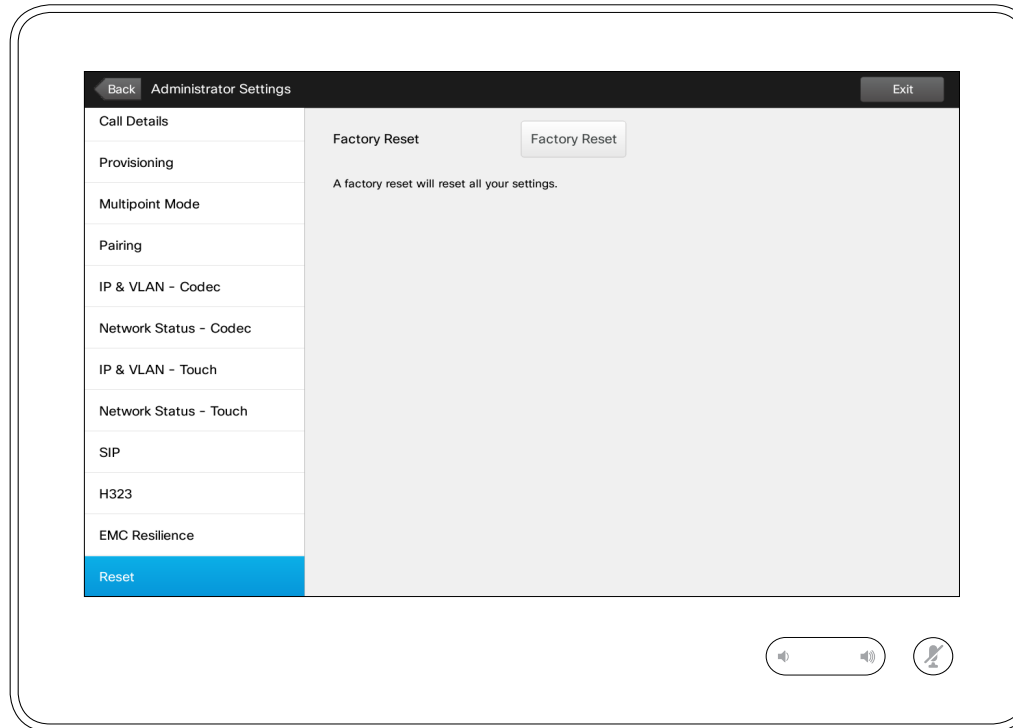 Back Administrator Settings Exit
Call Details
Provisioning
Multipoint Mode
Pairing
IP & VLAN - Codec
Network Status - Codec
IP & VLAN - Touch
Network Status - Touch
SIP
H323
EMC Resilience
Reset
Factory Reset Factory Reset
A factory reset will reset all your settings.